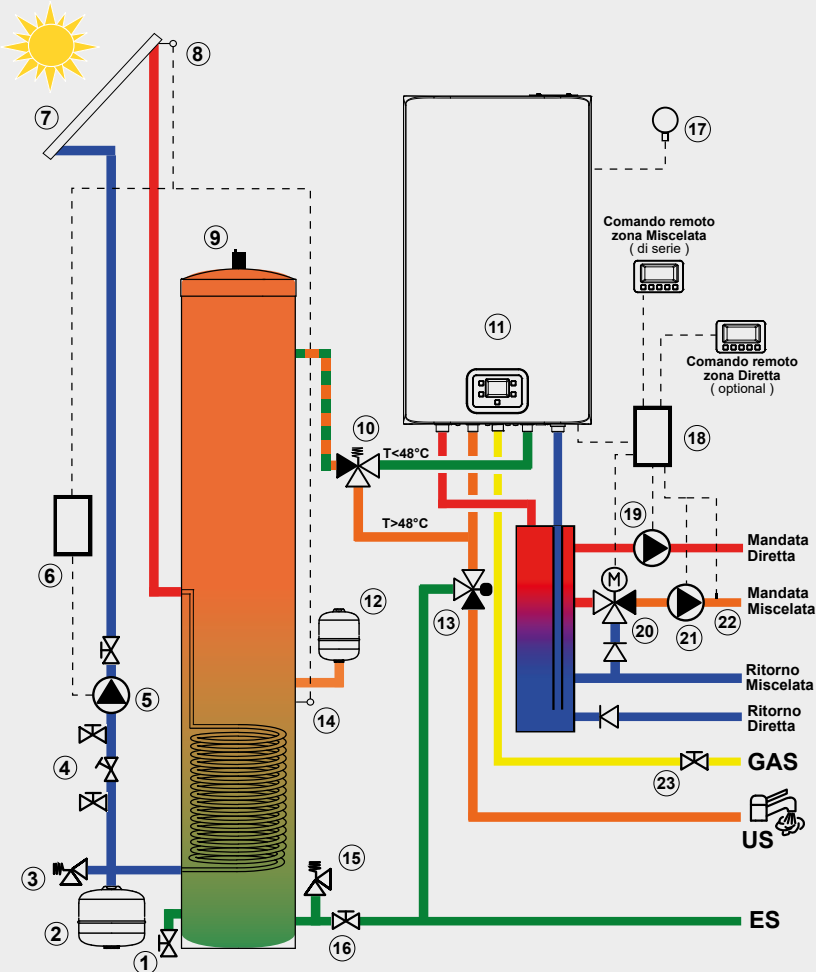 8
7
17
Comando remoto
zona Miscelata
( di serie )
9
11
Comando remoto
zona Diretta
( optional )
10
T<48°C
18
T>48°C
19
Mandata
Diretta
6
M
Mandata
Miscelata
12
13
20
21
22
Ritorno
Miscelata
5
14
Ritorno
Diretta
4
GAS
23
US
3
15
2
16
ES
1